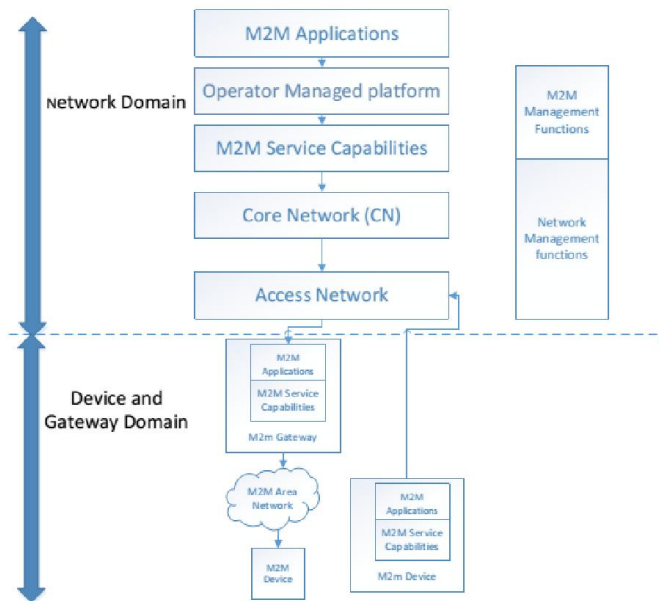 M2M Applications
Operator Managed platform
Network Domain
M2M
Management
Functions
M2M Service Capabilities
Core Network (CN)
Network
Management
functions
Access Network
M2M
Applications
M2M Service
Capabilities
M2m Gateway
Device and
Gateway Domain
M2M Area
Network
M2M
Device
M2M
Applications
M2M Service
Capabilities
M2m Device